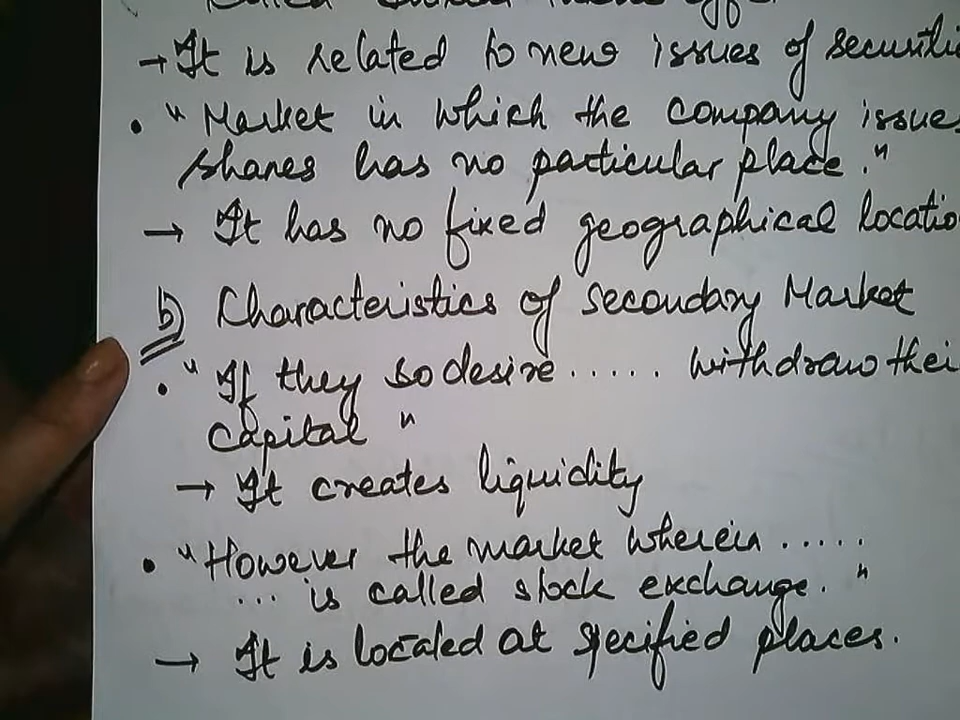 → It is related to new issues of securiti
• "Market in which the company issues
shares has no particular place."
→ It has no fixed geographical locatio
b) Characteristics of secondary Market
• "If they so desire ..... withdraw thei
capital"
→ It creates liquidity
• "However the market wherein .....
... is called stock exchange."
→ It is located at specified places.